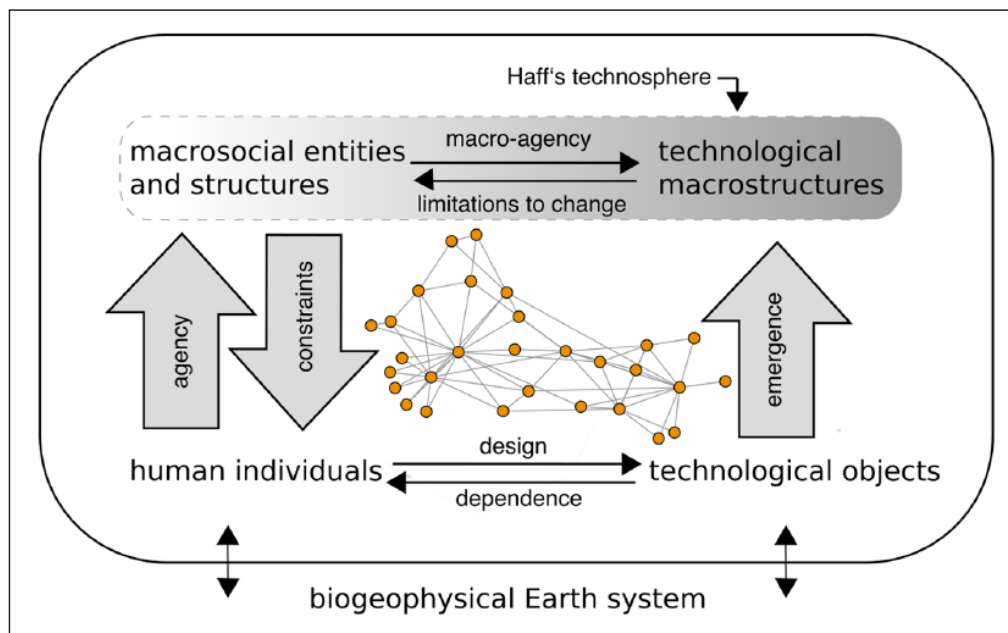 Haff‘s technosphere
macrosocial entities
and structures
macro-agency
limitations to change
technological
macrostructures
agency
constraints
emergence
human individuals
design
dependence
technological objects
biogeophysical Earth system